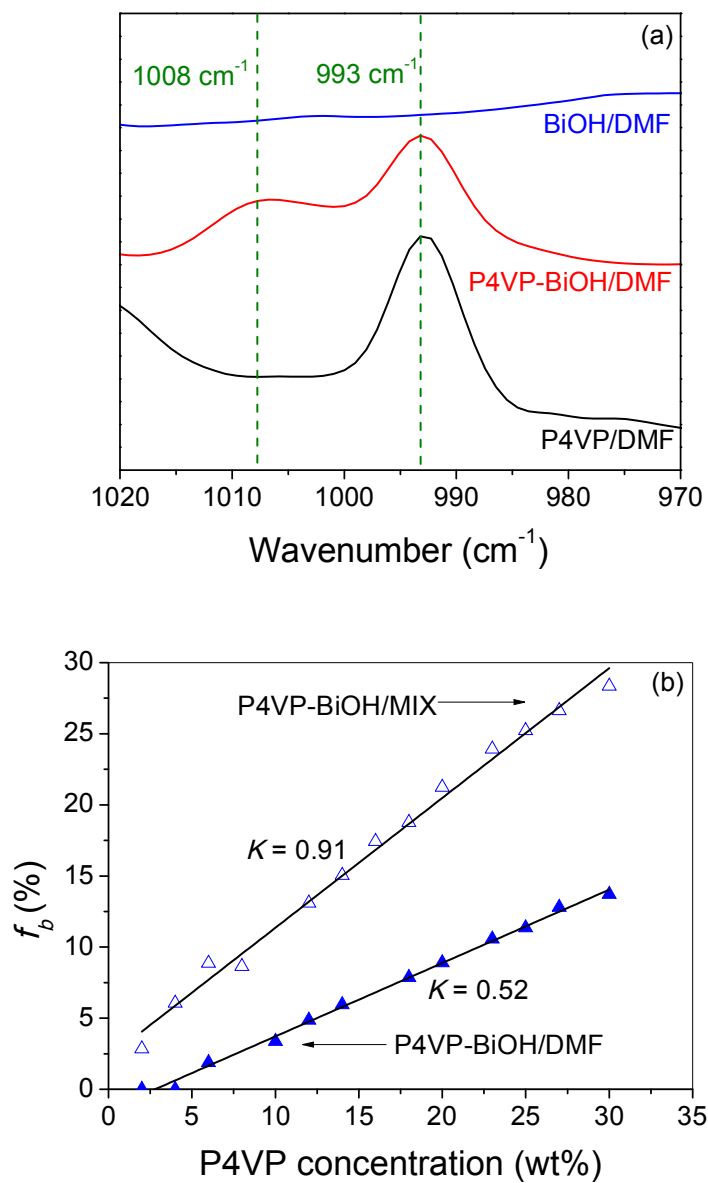 (a)
1008 cm⁻¹
993 cm⁻¹
BiOH/DMF
P4VP-BiOH/DMF
P4VP/DMF
1020 1010 1000 990 980 970
Wavenumber (cm⁻¹)
(b)
30
25
20
15
10
5
0
f_b (%)
P4VP-BiOH/MIX
K = 0.91
K = 0.52
P4VP-BiOH/DMF
0 5 10 15 20 25 30 35
P4VP concentration (wt%)